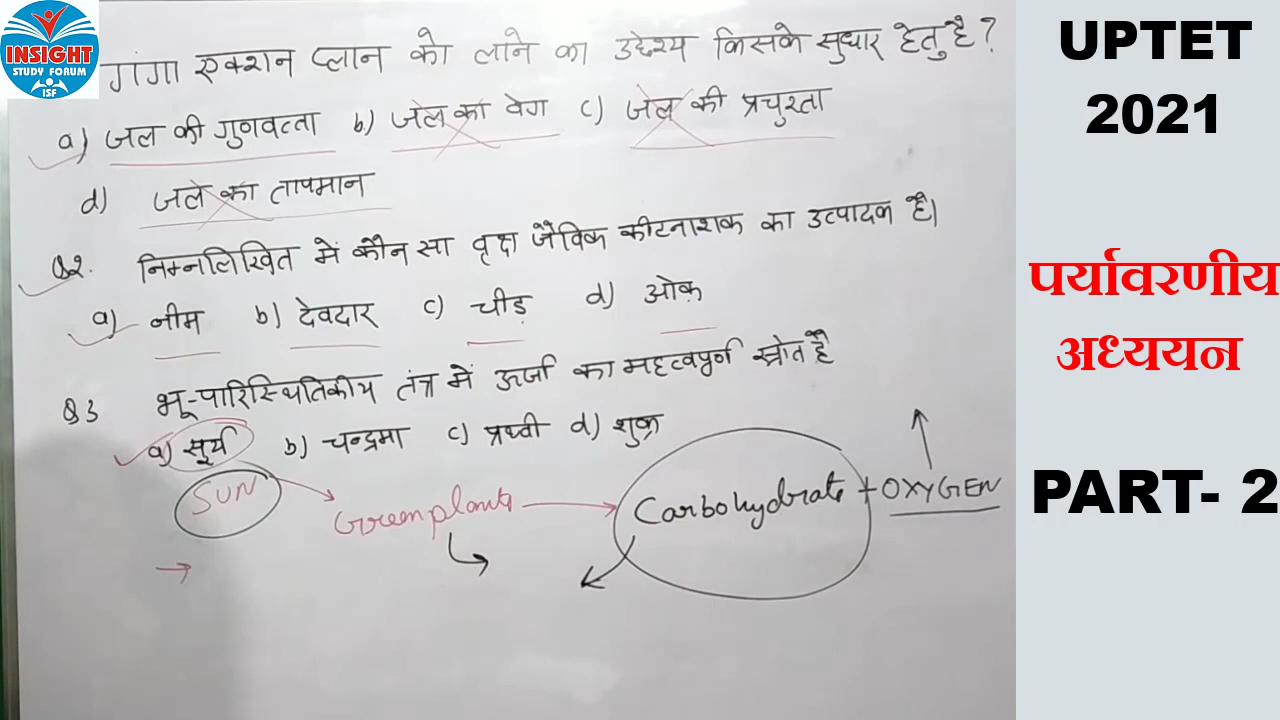 INSIGHT
STUDY FORUM
ISF
गंगा एक्शन प्लान को लाने का उद्देश्य किसके सुधार हेतु है?
a) जल की गुणवत्ता b) जल का वेग c) जल की प्रचुरता
d) जल का तापमान
Q2. निम्नलिखित में कौन सा वृक्ष जैविक कीटनाशक का उत्पादक है।
a) नीम b) देवदार c) चीड़ d) ओक
Q3 भू-पारिस्थितिकीय तंत्र में ऊर्जा का महत्वपूर्ण स्रोत है
a) सूर्य b) चन्द्रमा c) प्रथ्वी d) शुक्र
SUN Green plants Carbohydrate + OXYGEN
UPTET
2021
पर्यावरणीय
अध्ययन
PART- 2